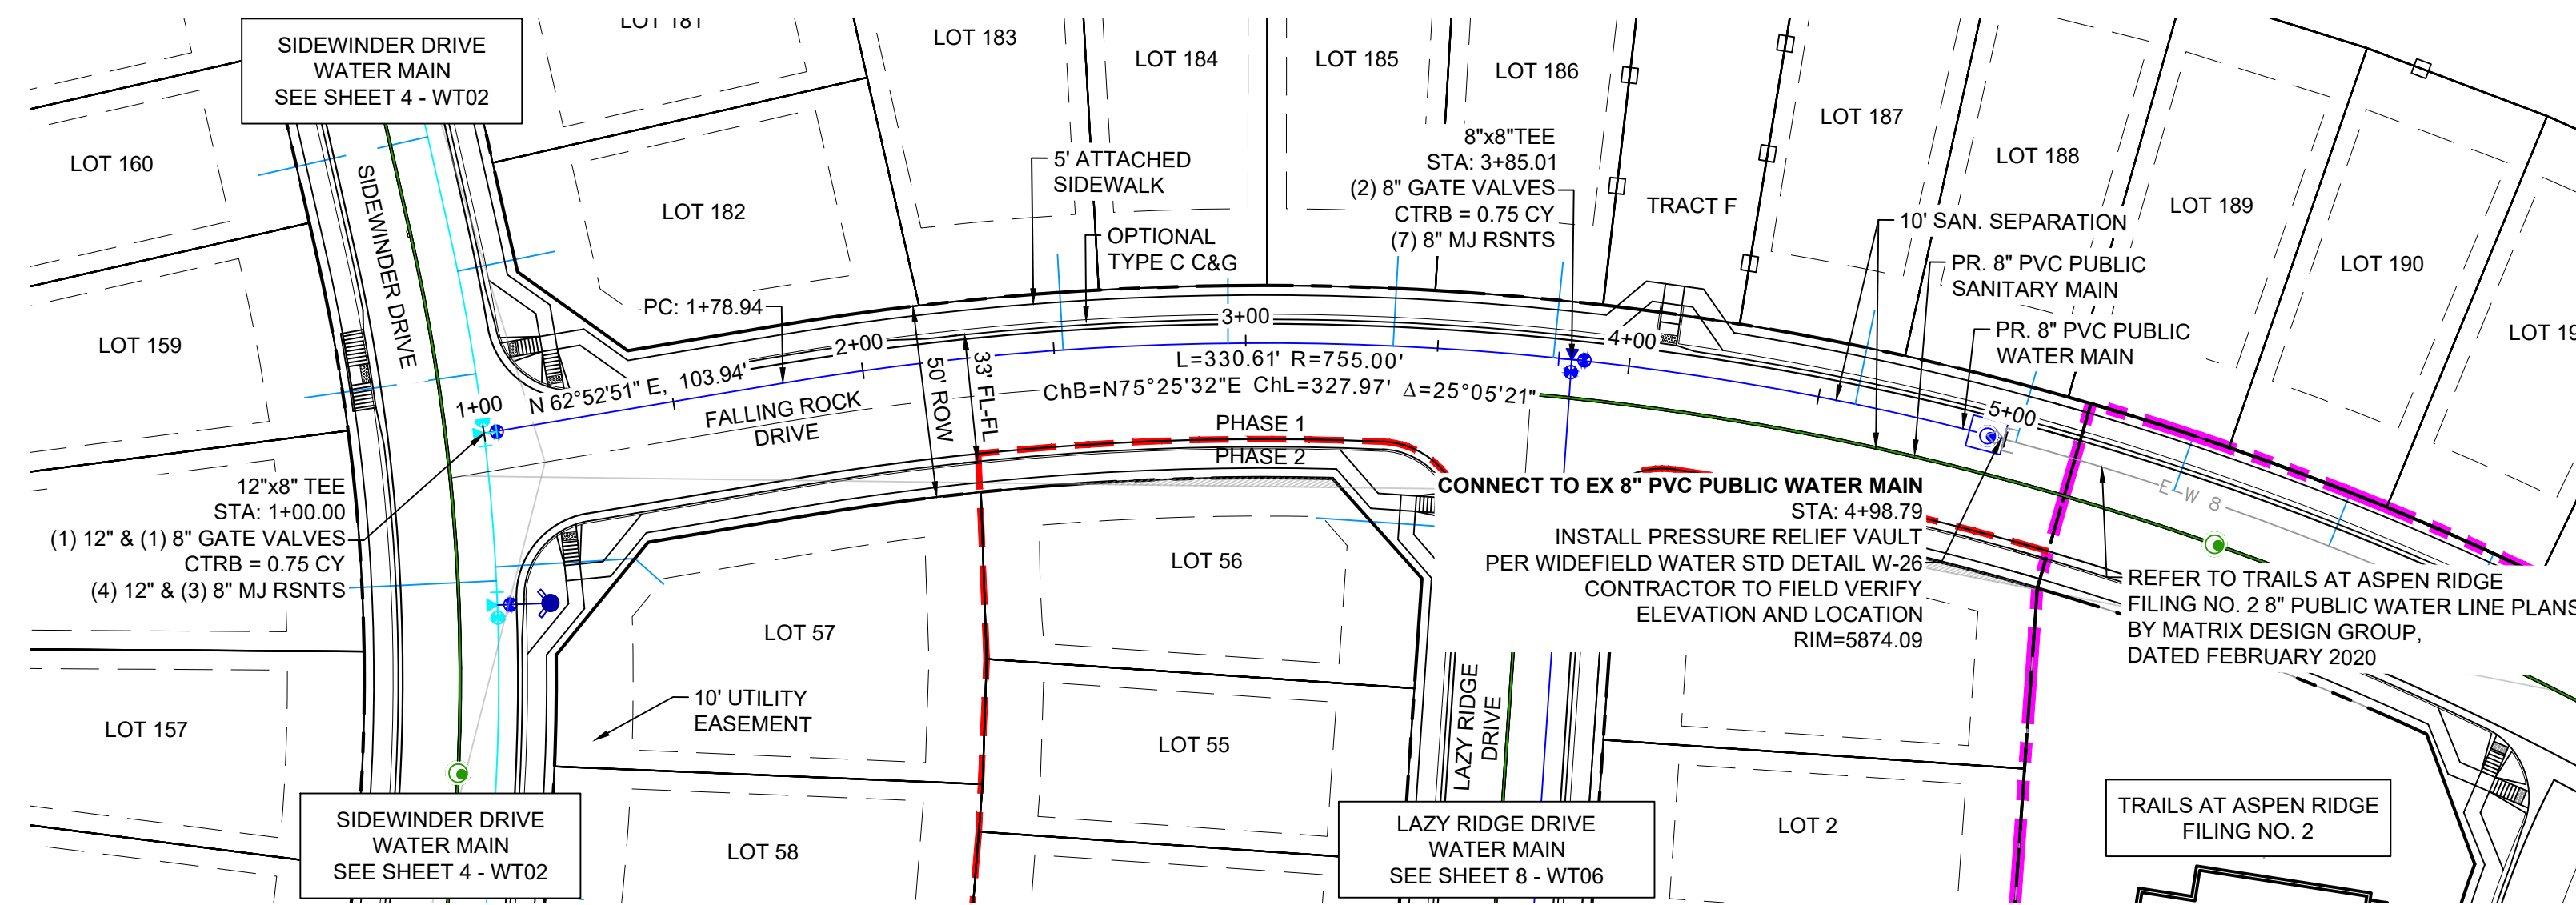 SIDEWINDER DRIVE
WATER MAIN
SEE SHEET 4 - WT02
LOT 181
LOT 183
LOT 184
LOT 185
LOT 186
LOT 187
LOT 188
LOT 189
LOT 190
LOT 160
SIDEWINDER DRIVE
LOT 182
5' ATTACHED
SIDEWALK
OPTIONAL
TYPE C C&G
8"x8"TEE
STA: 3+85.01
(2) 8" GATE VALVES
CTRB = 0.75 CY
(7) 8" MJ RSNTS
TRACT F
10' SAN. SEPARATION
PR. 8" PVC PUBLIC
SANITARY MAIN
PR. 8" PVC PUBLIC
WATER MAIN
LOT 159
PC: 1+78.94
1+00
2+00
3+00
4+00
5+00
N 62°52'51" E, 103.94'
FALLING ROCK
DRIVE
50' ROW
33' FL-FL
L=330.61' R=755.00'
ChB=N75°25'32"E ChL=327.97' Δ=25°05'21"
PHASE 1
PHASE 2
12"x8" TEE
STA: 1+00.00
(1) 12" & (1) 8" GATE VALVES
CTRB = 0.75 CY
(4) 12" & (3) 8" MJ RSNTS
CONNECT TO EX 8" PVC PUBLIC WATER MAIN
STA: 4+98.79
INSTALL PRESSURE RELIEF VAULT
PER WIDEFIELD WATER STD DETAIL W-26
CONTRACTOR TO FIELD VERIFY
ELEVATION AND LOCATION
RIM=5874.09
E-W 8
REFER TO TRAILS AT ASPEN RIDGE
FILING NO. 2 8" PUBLIC WATER LINE PLANS
BY MATRIX DESIGN GROUP,
DATED FEBRUARY 2020
LOT 56
LOT 57
10' UTILITY
EASEMENT
LOT 157
LOT 55
LAZY RIDGE
DRIVE
LOT 58
LOT 2
SIDEWINDER DRIVE
WATER MAIN
SEE SHEET 4 - WT02
LAZY RIDGE DRIVE
WATER MAIN
SEE SHEET 8 - WT06
TRAILS AT ASPEN RIDGE
FILING NO. 2